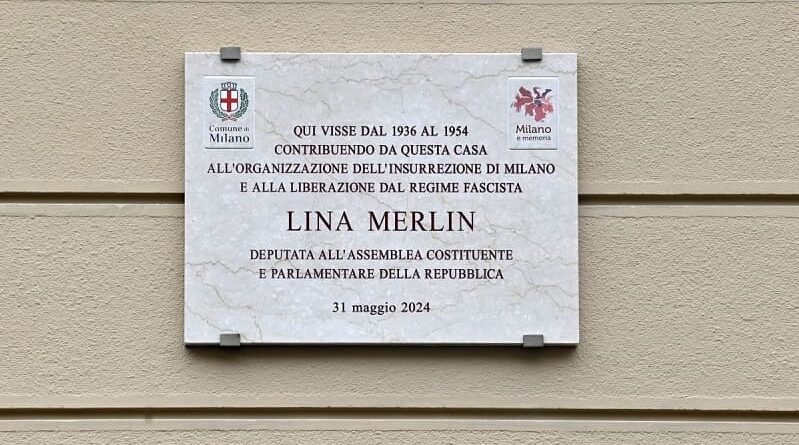 Comune di
Milano
Milano
e memoria
QUI VISSE DAL 1936 AL 1954
CONTRIBUENDO DA QUESTA CASA
ALL'ORGANIZZAZIONE DELL'INSURREZIONE DI MILANO
E ALLA LIBERAZIONE DAL REGIME FASCISTA
LINA MERLIN
DEPUTATA ALL'ASSEMBLEA COSTITUENTE
E PARLAMENTARE DELLA REPUBBLICA
31 maggio 2024